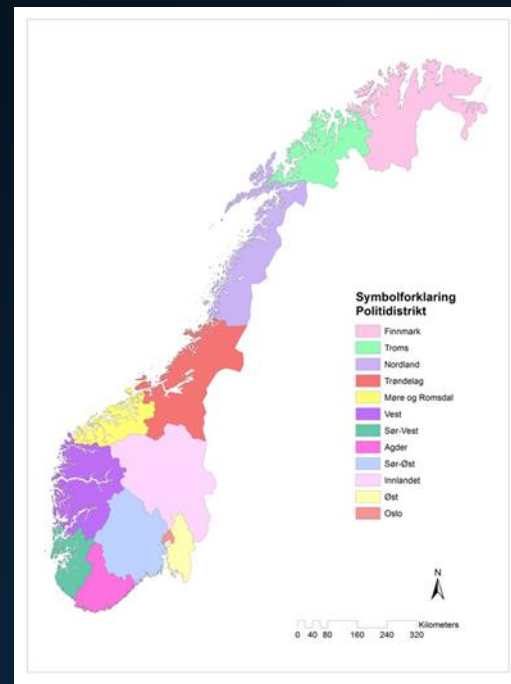 Symbolforklaring
Politidistrikt
Finnmark
Troms
Nordland
Trøndelag
Møre og Romsdal
Vest
Sør-Vest
Agder
Sør-Øst
Innlandet
Øst
Oslo
N
Kilometers
0 40 80 160 240 320